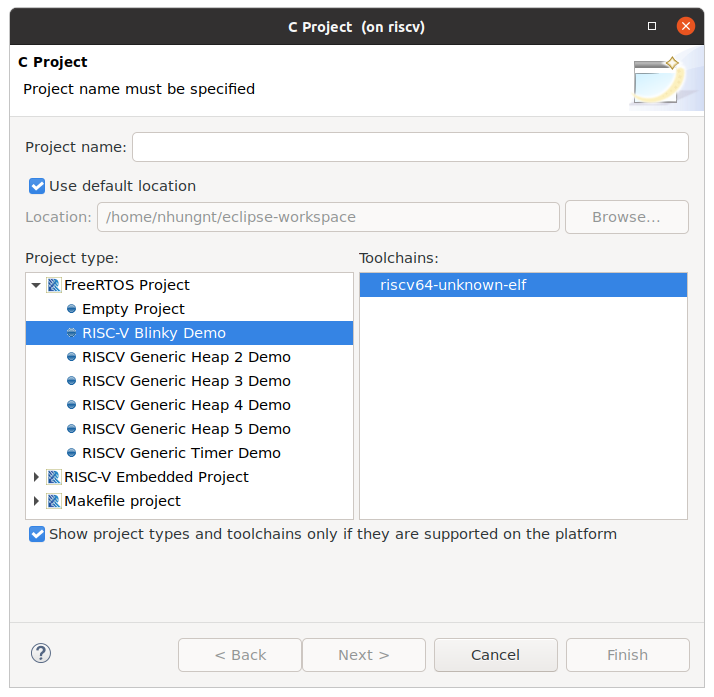 C Project (on riscv)
C Project
Project name must be specified
Project name:
Use default location
Location: /home/nhungnt/eclipse-workspace Browse...
Project type: Toolchains:
FreeRTOS Project riscv64-unknown-elf
Empty Project
RISC-V Blinky Demo
RISCV Generic Heap 2 Demo
RISCV Generic Heap 3 Demo
RISCV Generic Heap 4 Demo
RISCV Generic Heap 5 Demo
RISCV Generic Timer Demo
RISC-V Embedded Project
Makefile project
Show project types and toolchains only if they are supported on the platform
? < Back Next > Cancel Finish